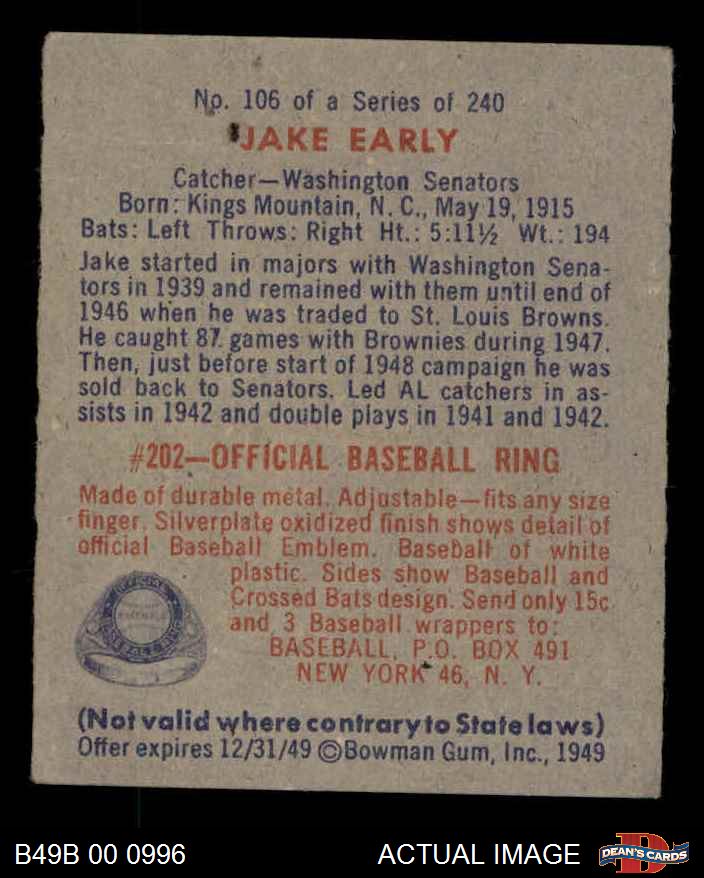 No. 106 of a Series of 240
JAKE EARLY
Catcher—Washington Senators
Born: Kings Mountain, N. C., May 19, 1915
Bats: Left Throws: Right Ht.: 5:11½ Wt.: 194
Jake started in majors with Washington Sena-
tors in 1939 and remained with them until end of
1946 when he was traded to St. Louis Browns.
He caught 87 games with Brownies during 1947.
Then, just before start of 1948 campaign he was
sold back to Senators. Led AL catchers in as-
sists in 1942 and double plays in 1941 and 1942.
#202—OFFICIAL BASEBALL RING
Made of durable metal. Adjustable—fits any size
finger. Silverplate oxidized finish shows detail of
official Baseball Emblem. Baseball of white
plastic. Sides show Baseball and
Crossed Bats design. Send only 15c
and 3 Baseball wrappers to:
BASEBALL, P.O. BOX 491
NEW YORK 46, N. Y.
OFFICIAL
BASEBALL RING
(Not valid where contrary to State laws)
Offer expires 12/31/49 ©Bowman Gum, Inc., 1949
B49B 00 0996
ACTUAL IMAGE
DEAN'S CARDS